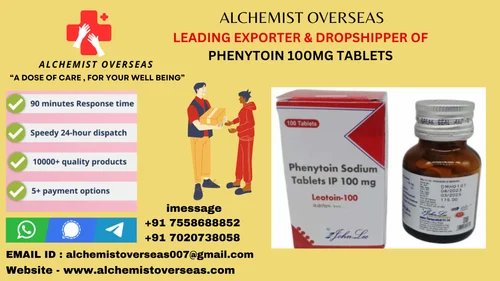 ALCHEMIST OVERSEAS
“A DOSE OF CARE , FOR YOUR WELL BEING”
90 minutes Response time
Speedy 24-hour dispatch
10000+ quality products
5+ payment options
ALCHEMIST OVERSEAS
LEADING EXPORTER & DROPSHIPPER OF
PHENYTOIN 100MG TABLETS
imessage
+91 7558688852
+91 7020738058
EMAIL ID : alchemistoverseas007@gmail.com
Website - www.alchemistoverseas.com
100 Tablets
Phenytoin Sodium
Tablets IP 100 mg
Leotoin-100
John Lee